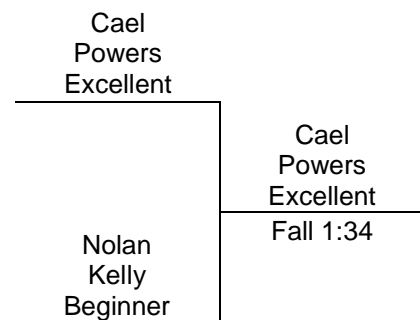 Cael
Powers
Excellent
Cael
Powers
Excellent
Fall 1:34
Nolan
Kelly
Beginner